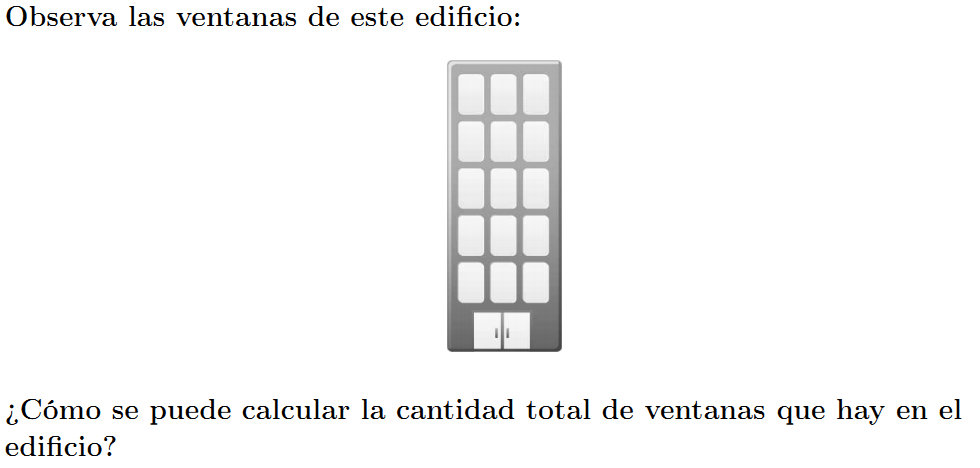 Observa las ventanas de este edificio:
¿Cómo se puede calcular la cantidad total de ventanas que hay en el
edificio?